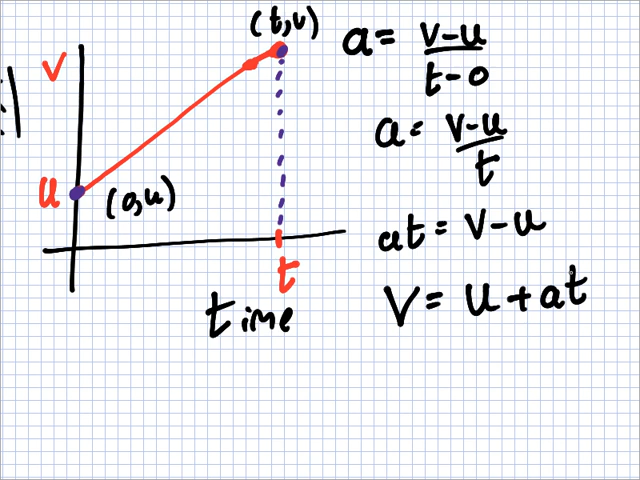 (t,v)
v
u
(0,u)
t
time
a = v-u / t-0
a = v-u / t
at = v-u
v = u + at